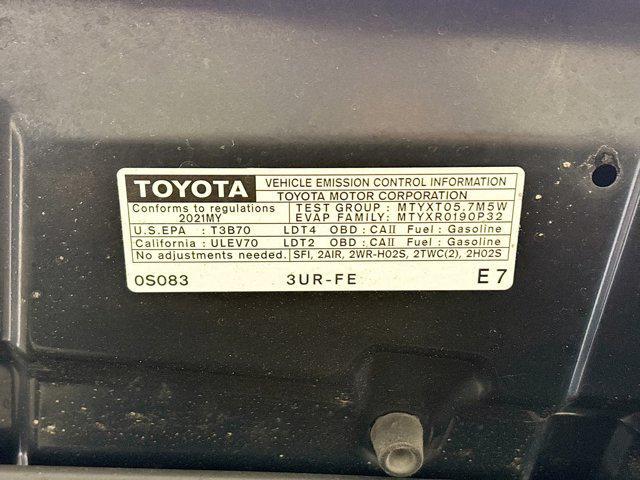 TOYOTA VEHICLE EMISSION CONTROL INFORMATION
TOYOTA MOTOR CORPORATION
Conforms to regulations TEST GROUP : MTYXT05.7M5W
2021MY EVAP FAMILY: MTYXR0190P32
U.S.EPA : T3B70 LDT4 OBD : CAII Fuel : Gasoline
California : ULEV70 LDT2 OBD : CAII Fuel : Gasoline
No adjustments needed. SFI, 2AIR, 2WR-HO2S, 2TWC(2), 2HO2S
0S083 3UR-FE E7